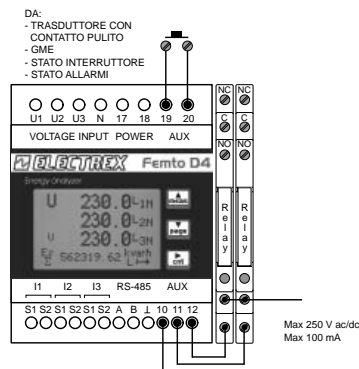 DA:
- TRASDUTTORE CON
CONTATTO PULITO
- GME
- STATO INTERRUTTORE
- STATO ALLARMI
NC NC
U1 U2 U3 N 17 18 19 20
C C
VOLTAGE INPUT POWER AUX
NO NO
ELECTREX Femto D4
Energy Analyzer
U 230.0 L1N
230.0 L2N
U 230.0 L3N
562319.62 kvarh
page
Relay Relay
I1 I2 I3 RS-485 AUX
S1 S2 S1 S2 S1 S2 A B ⊥ 10 11 12
Max 250 V ac/dc
Max 100 mA